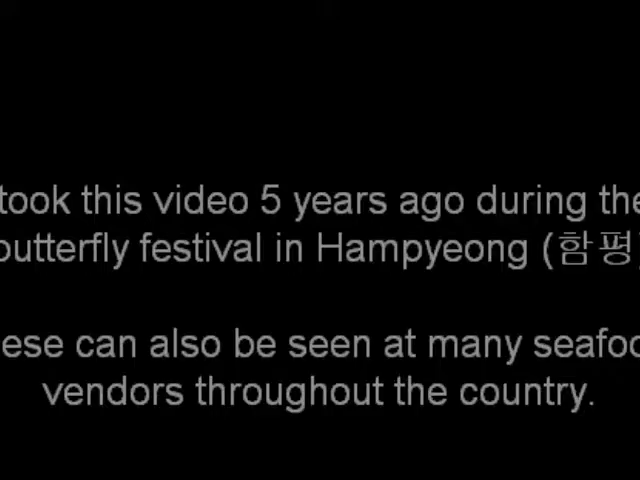 took this video 5 years ago during the
butterfly festival in Hampyeong (함평)
ese can also be seen at many seafoo
vendors throughout the country.